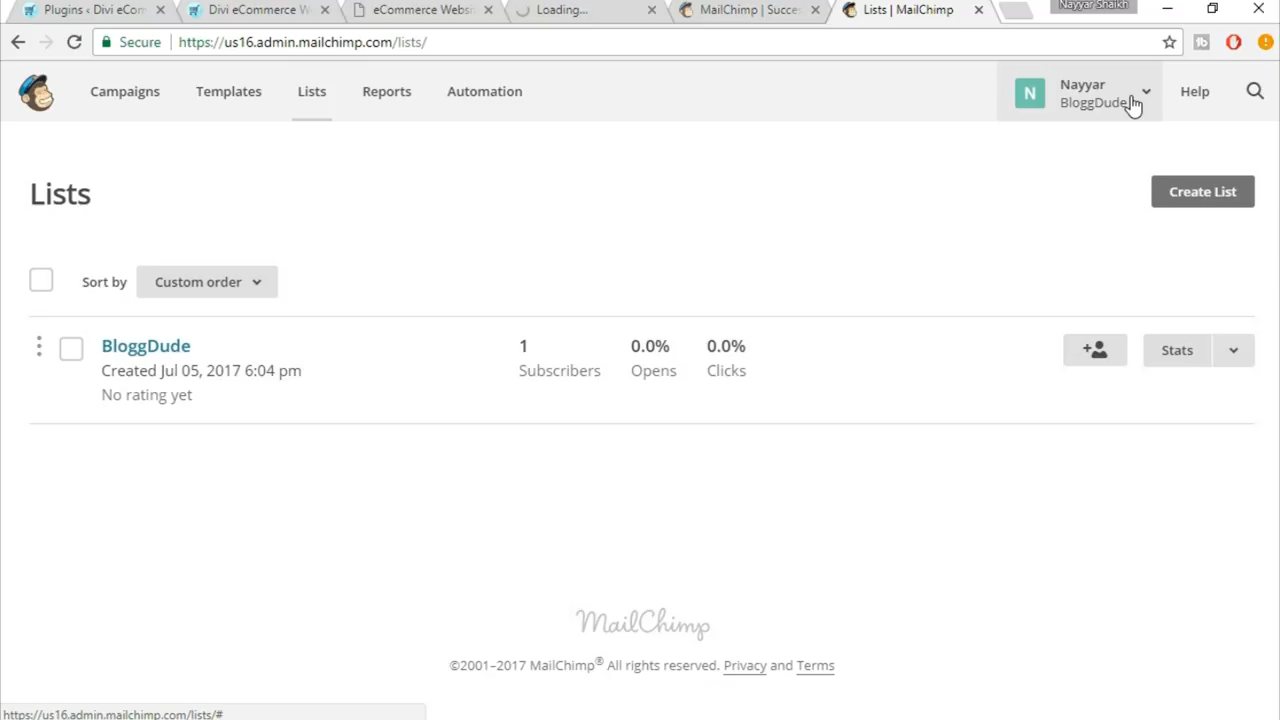 Plugins ‹ Divi eCom
Divi eCommerce W
eCommerce Websi
Loading...
MailChimp | Succes
Lists | MailChimp
Nayyar Shaikh
Secure
https://us16.admin.mailchimp.com/lists/
Campaigns
Templates
Lists
Reports
Automation
N
Nayyar
BloggDude
Help
Lists
Create List
Sort by
Custom order
BloggDude
1
0.0%
0.0%
Stats
Created Jul 05, 2017 6:04 pm
Subscribers
Opens
Clicks
No rating yet
MailChimp
©2001–2017 MailChimp® All rights reserved. Privacy and Terms
https://us16.admin.mailchimp.com/lists/#